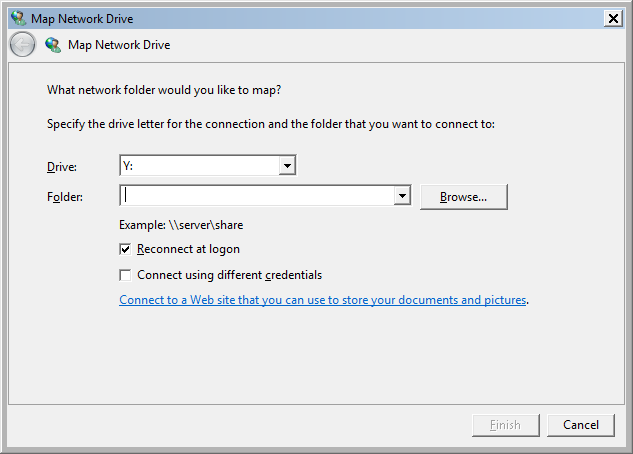 Map Network Drive
Map Network Drive
What network folder would you like to map?
Specify the drive letter for the connection and the folder that you want to connect to:
Drive: Y:
Folder: Browse...
Example: \\server\share
Reconnect at logon
Connect using different credentials
Connect to a Web site that you can use to store your documents and pictures.
Finish Cancel